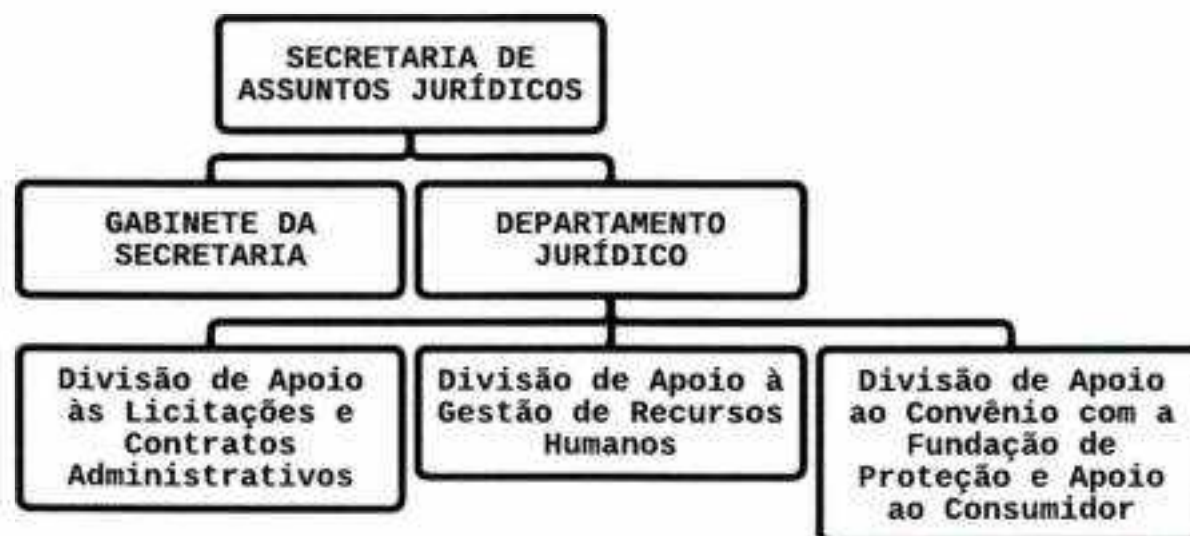 SECRETARIA DE
ASSUNTOS JURÍDICOS
GABINETE DA
SECRETARIA
DEPARTAMENTO
JURÍDICO
Divisão de Apoio
às Licitações e
Contratos
Administrativos
Divisão de Apoio à
Gestão de Recursos
Humanos
Divisão de Apoio
ao Convênio com a
Fundação de
Proteção e Apoio
ao Consumidor